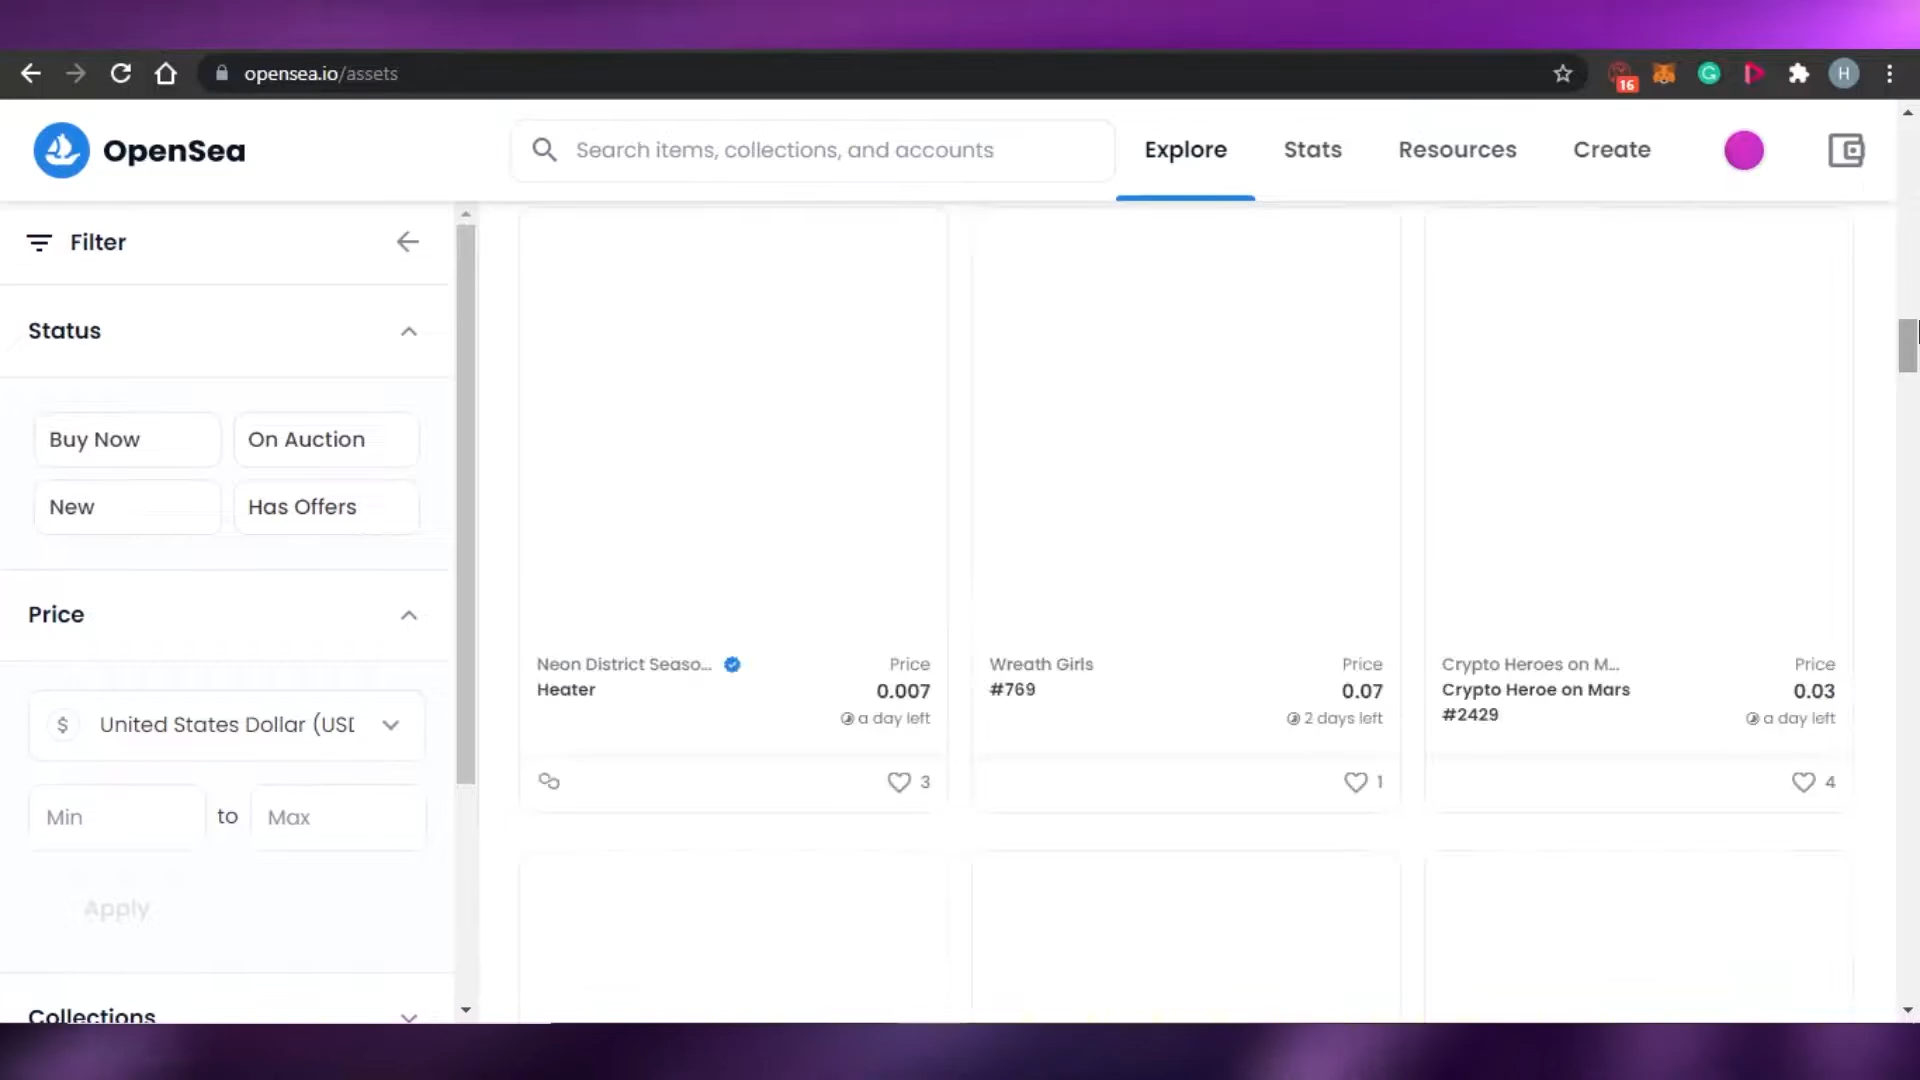 opensea.io/assets
16
H
OpenSea
Search items, collections, and accounts
Explore
Stats
Resources
Create
Filter
Status
Buy Now
On Auction
New
Has Offers
Price
$ United States Dollar (USD
Min to Max
Apply
Collections
Neon District Seaso... Price
Heater 0.007
a day left
3
Wreath Girls Price
#769 0.07
2 days left
1
Crypto Heroes on M... Price
Crypto Heroe on Mars 0.03
#2429 a day left
4